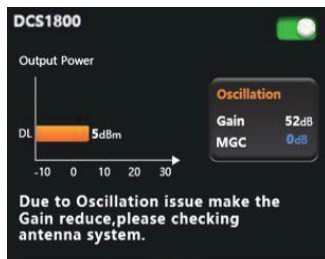 DCS1800
Output Power
Oscillation
Gain 52dB
MGC 0dB
DL 5dBm
-10 0 10 20 30
Due to Oscillation issue make the
Gain reduce,please checking
antenna system.